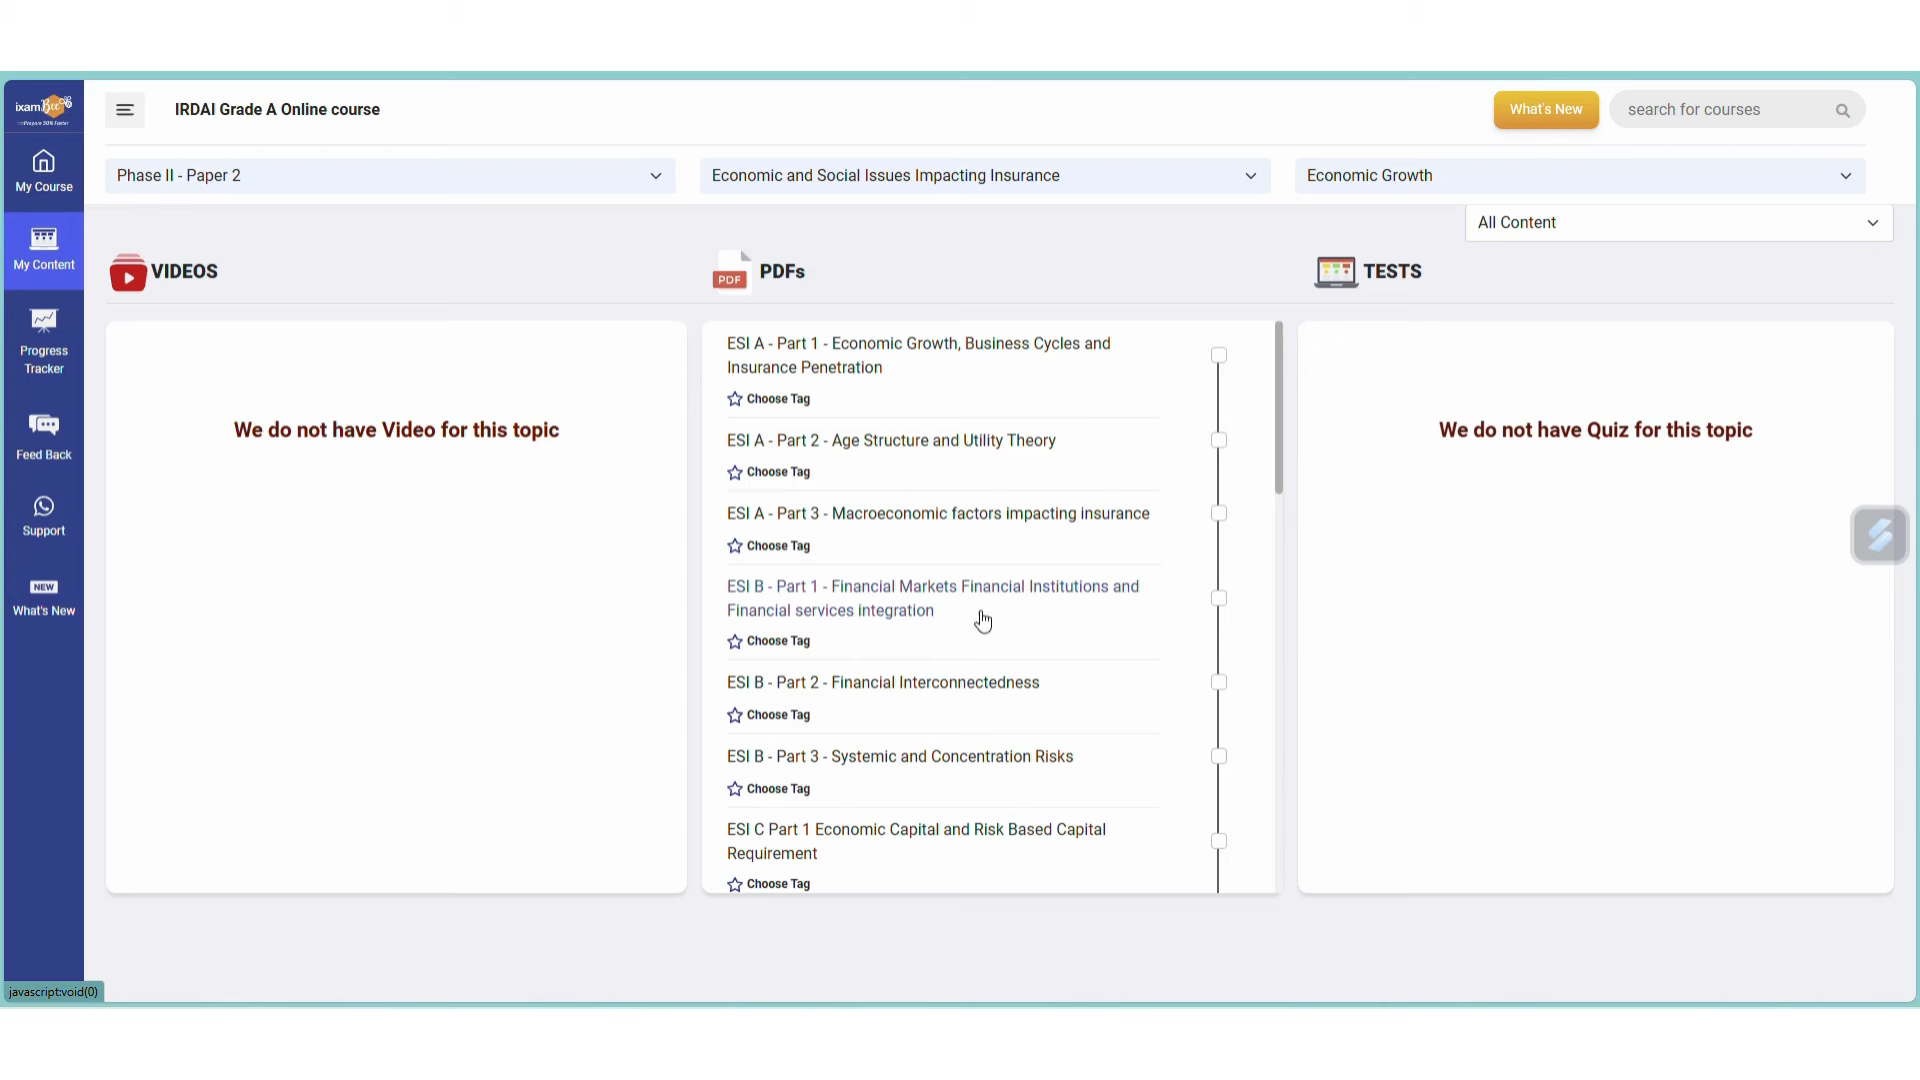 ixamBee
Prepare 50% Faster
IRDAI Grade A Online course
What's New
search for courses
My Course
Phase II - Paper 2
Economic and Social Issues Impacting Insurance
Economic Growth
All Content
My Content
VIDEOS
PDF
PDFs
TESTS
Progress
Tracker
Feed Back
Support
NEW
What's New
We do not have Video for this topic
ESI A - Part 1 - Economic Growth, Business Cycles and
Insurance Penetration
Choose Tag
ESI A - Part 2 - Age Structure and Utility Theory
Choose Tag
ESI A - Part 3 - Macroeconomic factors impacting insurance
Choose Tag
ESI B - Part 1 - Financial Markets Financial Institutions and
Financial services integration
Choose Tag
ESI B - Part 2 - Financial Interconnectedness
Choose Tag
ESI B - Part 3 - Systemic and Concentration Risks
Choose Tag
ESI C Part 1 Economic Capital and Risk Based Capital
Requirement
Choose Tag
We do not have Quiz for this topic
javascript:void(0)